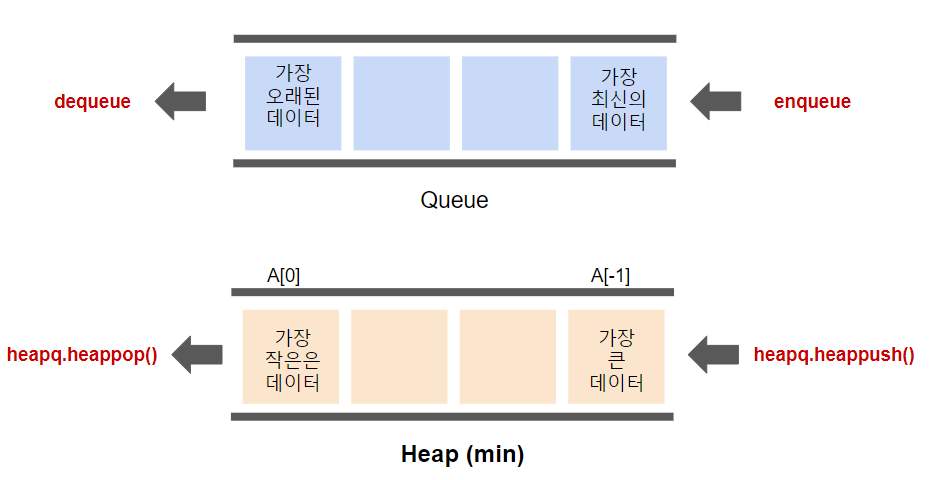 가장
오래된
데이터
가장
최신의
데이터
dequeue
enqueue
Queue
A[0]
A[-1]
가장
작은은
데이터
가장
큰
데이터
heapq.heappop()
heapq.heappush()
Heap (min)